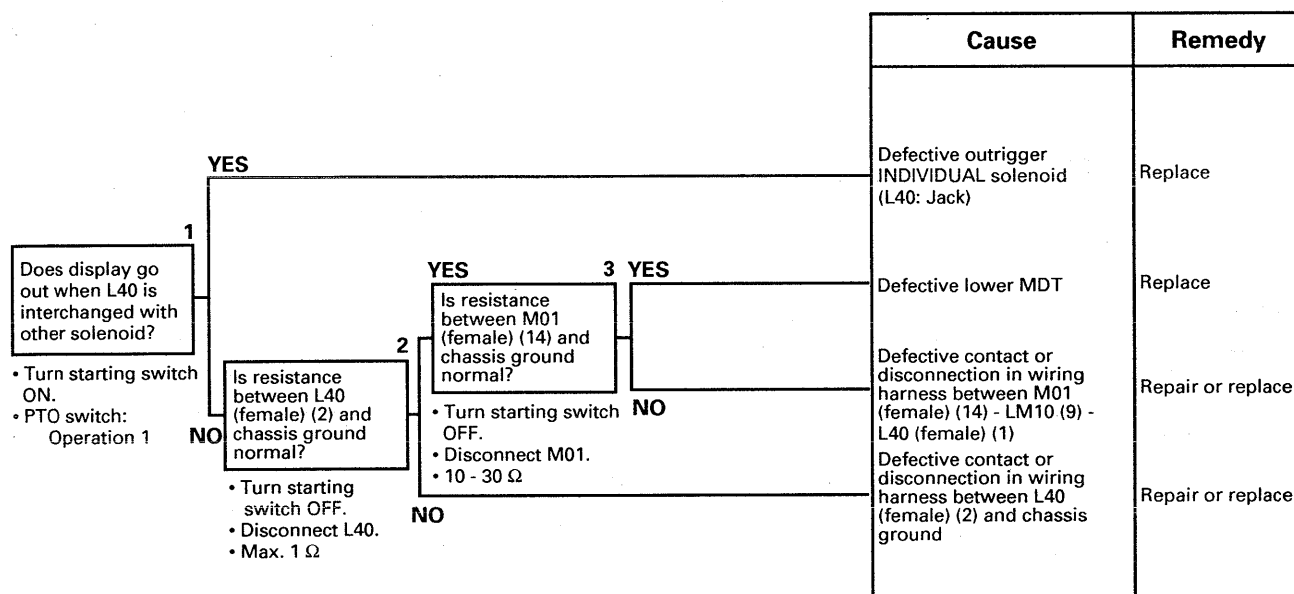 Cause
Remedy
YES
Defective outrigger
INDIVIDUAL solenoid
(L40: Jack)
Replace
1
Does display go
out when L40 is
interchanged with
other solenoid?
• Turn starting switch
ON.
• PTO switch:
Operation 1
NO
2
Is resistance
between L40
(female) (2) and
chassis ground
normal?
• Turn starting
switch OFF.
• Disconnect L40.
• Max. 1 Ω
YES
3
Is resistance
between M01
(female) (14) and
chassis ground
normal?
• Turn starting switch
OFF.
• Disconnect M01.
• 10 - 30 Ω
YES
Defective lower MDT
Replace
NO
Defective contact or
disconnection in wiring
harness between M01
(female) (14) - LM10 (9) -
L40 (female) (1)
Repair or replace
NO
Defective contact or
disconnection in wiring
harness between L40
(female) (2) and chassis
ground
Repair or replace